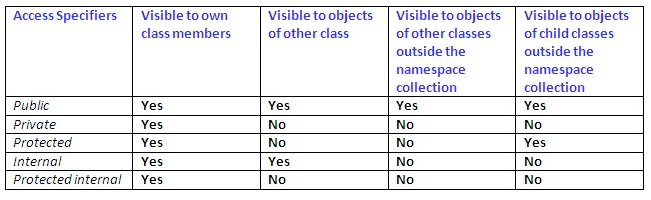 Access Specifiers Visible to own class members Visible to objects of other class Visible to objects of other classes outside the namespace collection Visible to objects of child classes outside the namespace collection
Public Yes Yes Yes Yes
Private Yes No No No
Protected Yes No No Yes
Internal Yes Yes No No
Protected internal Yes No No No